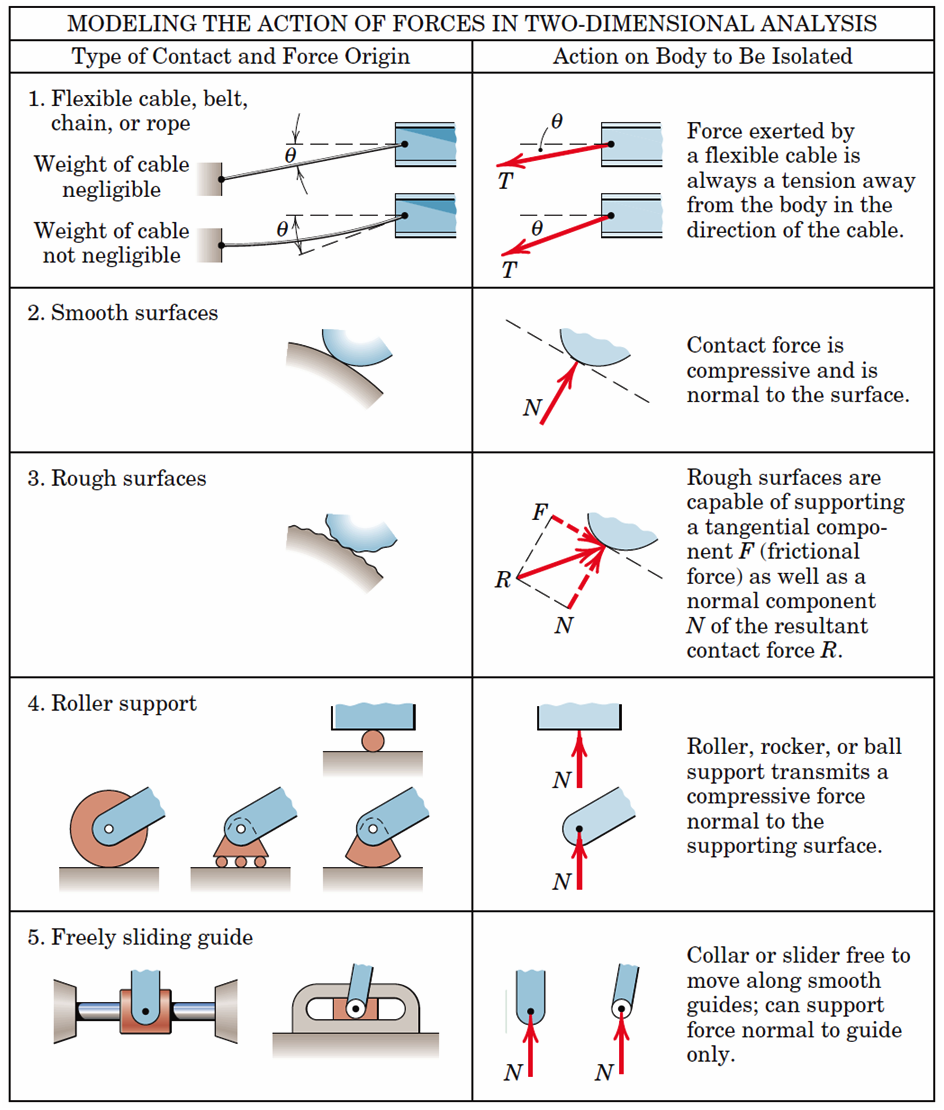 MODELING THE ACTION OF FORCES IN TWO-DIMENSIONAL ANALYSIS
Type of Contact and Force Origin
Action on Body to Be Isolated
1. Flexible cable, belt,
chain, or rope
Weight of cable
negligible
Weight of cable
not negligible
θ
θ
θ
T
θ
T
Force exerted by
a flexible cable is
always a tension away
from the body in the
direction of the cable.
2. Smooth surfaces
N
Contact force is
compressive and is
normal to the surface.
3. Rough surfaces
F
R
N
Rough surfaces are
capable of supporting
a tangential compo-
nent F (frictional
force) as well as a
normal component
N of the resultant
contact force R.
4. Roller support
N
N
Roller, rocker, or ball
support transmits a
compressive force
normal to the
supporting surface.
5. Freely sliding guide
N
N
Collar or slider free to
move along smooth
guides; can support
force normal to guide
only.